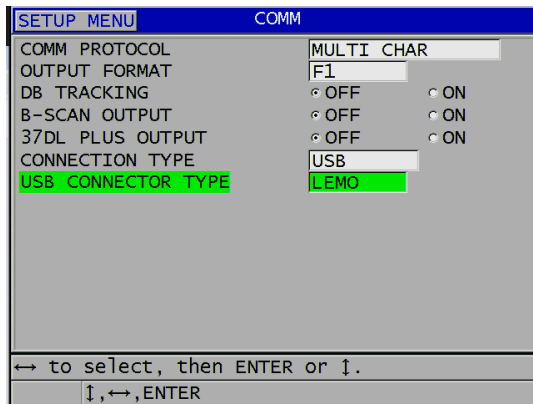 SETUP MENU COMM
COMM PROTOCOL MULTI CHAR
OUTPUT FORMAT F1
DB TRACKING OFF ON
B-SCAN OUTPUT OFF ON
37DL PLUS OUTPUT OFF ON
CONNECTION TYPE USB
USB CONNECTOR TYPE LEMO
↔ to select, then ENTER or ↕.
↕,↔,ENTER